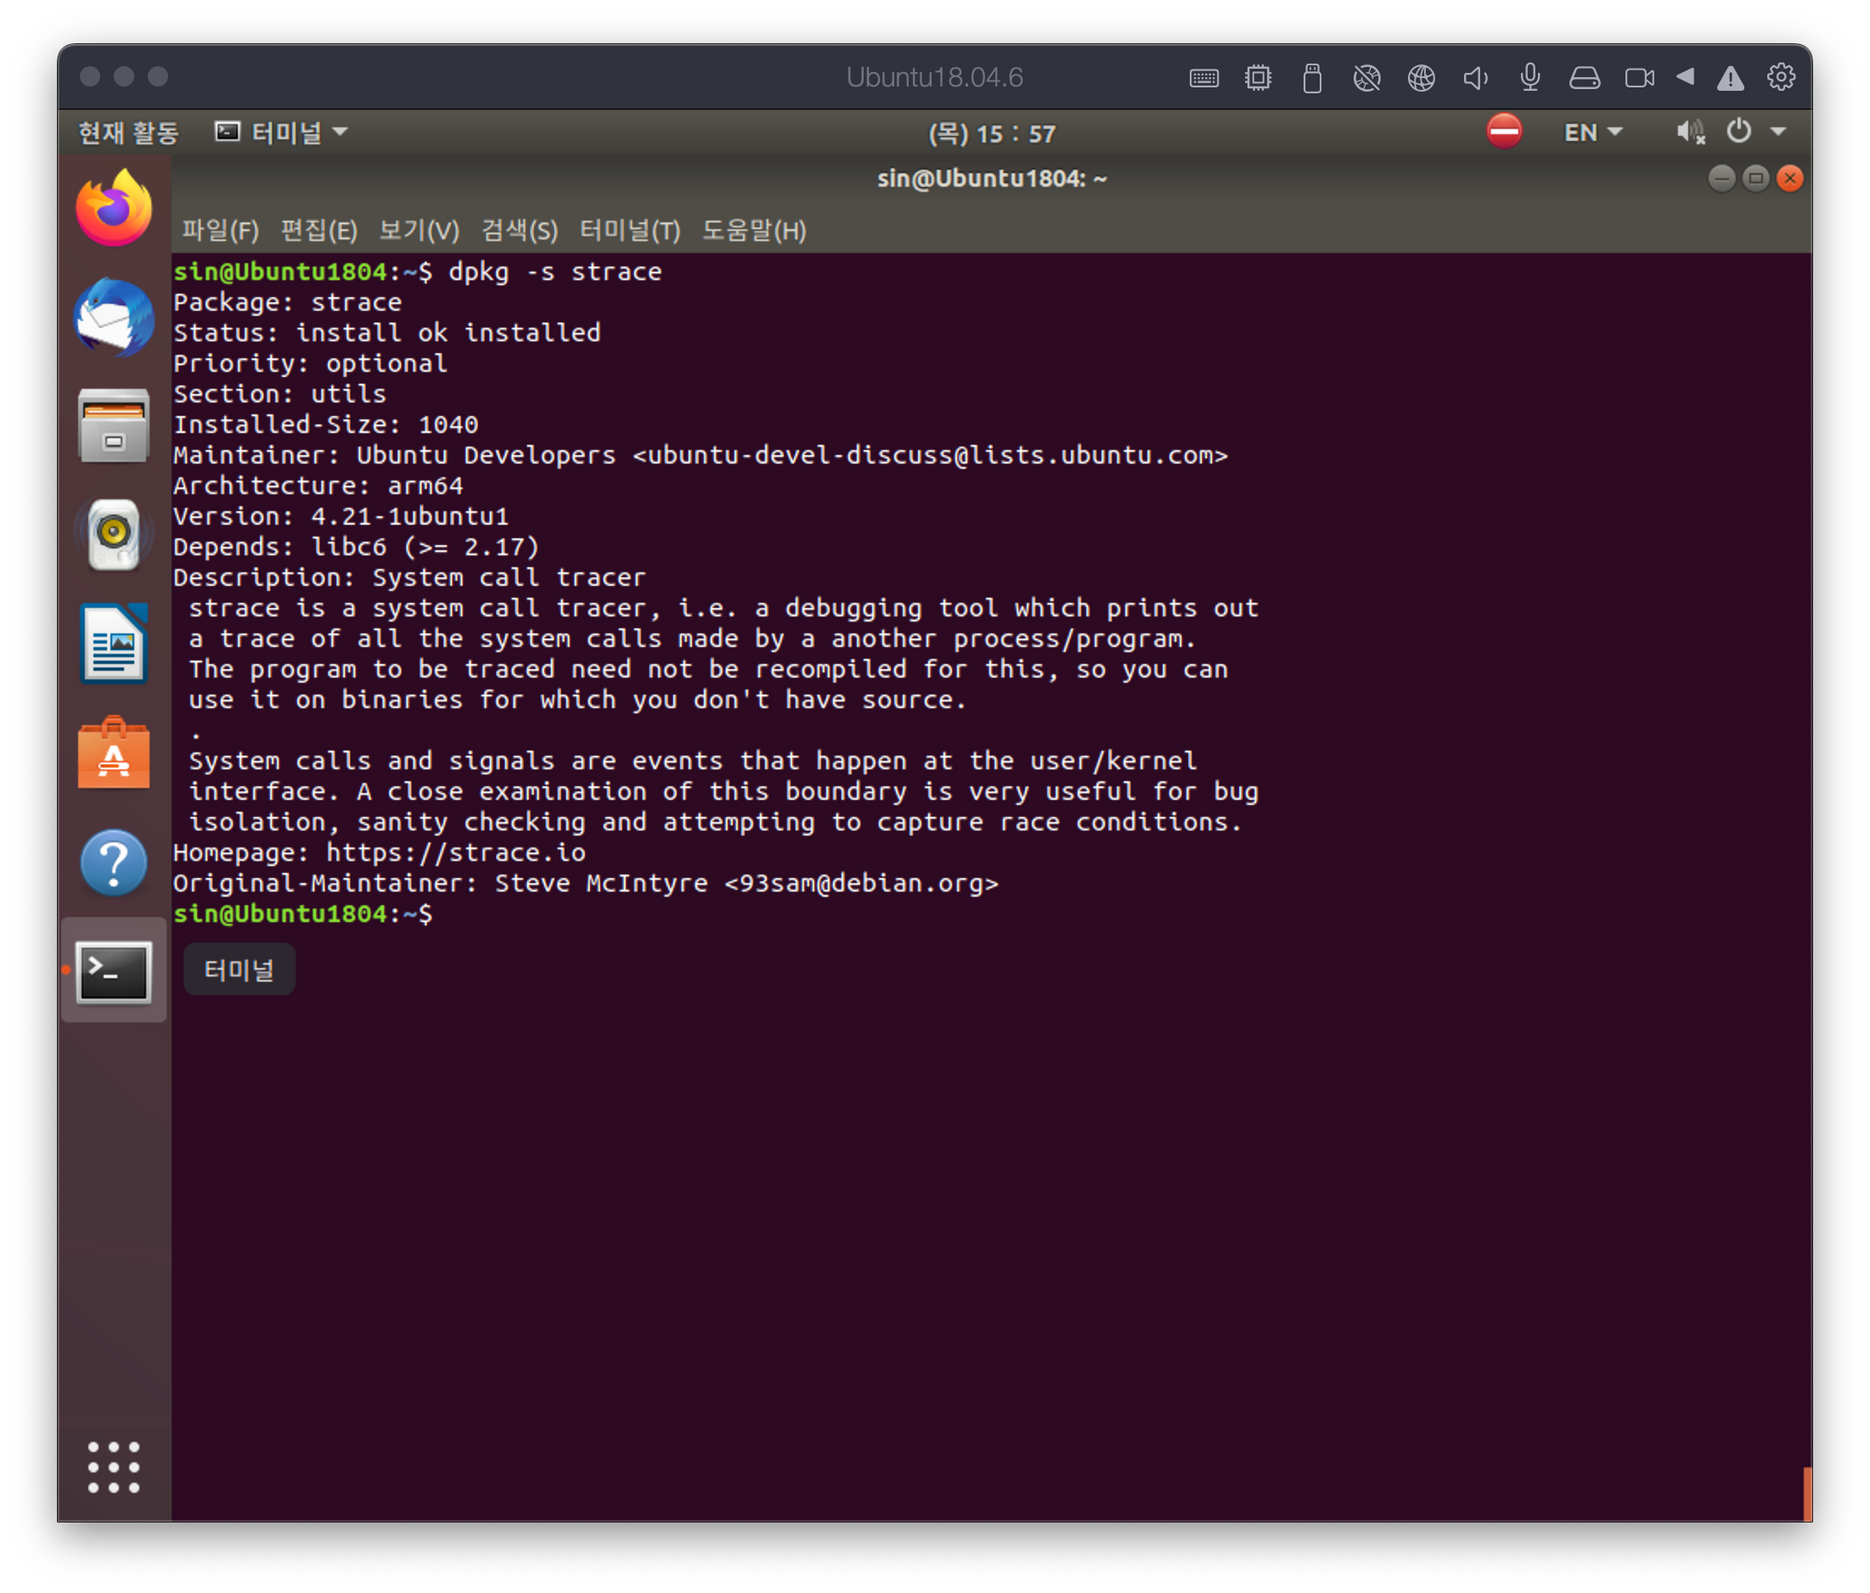 Ubuntu18.04.6
현재 활동 터미널 (목) 15 : 57 EN
sin@Ubuntu1804: ~
파일(F) 편집(E) 보기(V) 검색(S) 터미널(T) 도움말(H)
sin@Ubuntu1804:~$ dpkg -s strace
Package: strace
Status: install ok installed
Priority: optional
Section: utils
Installed-Size: 1040
Maintainer: Ubuntu Developers <ubuntu-devel-discuss@lists.ubuntu.com>
Architecture: arm64
Version: 4.21-1ubuntu1
Depends: libc6 (>= 2.17)
Description: System call tracer
 strace is a system call tracer, i.e. a debugging tool which prints out
 a trace of all the system calls made by a another process/program.
 The program to be traced need not be recompiled for this, so you can
 use it on binaries for which you don't have source.
 .
 System calls and signals are events that happen at the user/kernel
 interface. A close examination of this boundary is very useful for bug
 isolation, sanity checking and attempting to capture race conditions.
Homepage: https://strace.io
Original-Maintainer: Steve McIntyre <93sam@debian.org>
sin@Ubuntu1804:~$
터미널